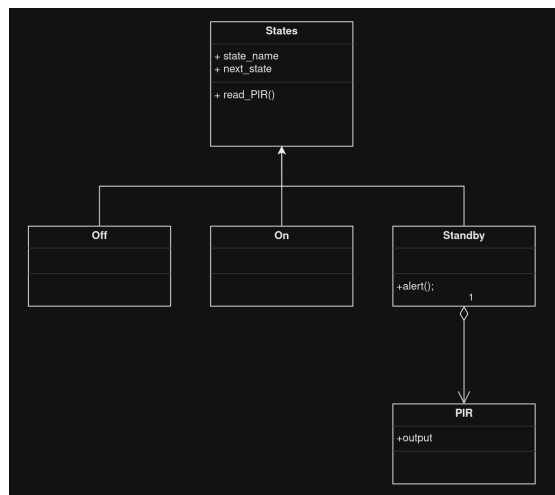 States
+ state_name
+ next_state
+ read_PIR()
Off
On
Standby
+alert();
1
PIR
+output